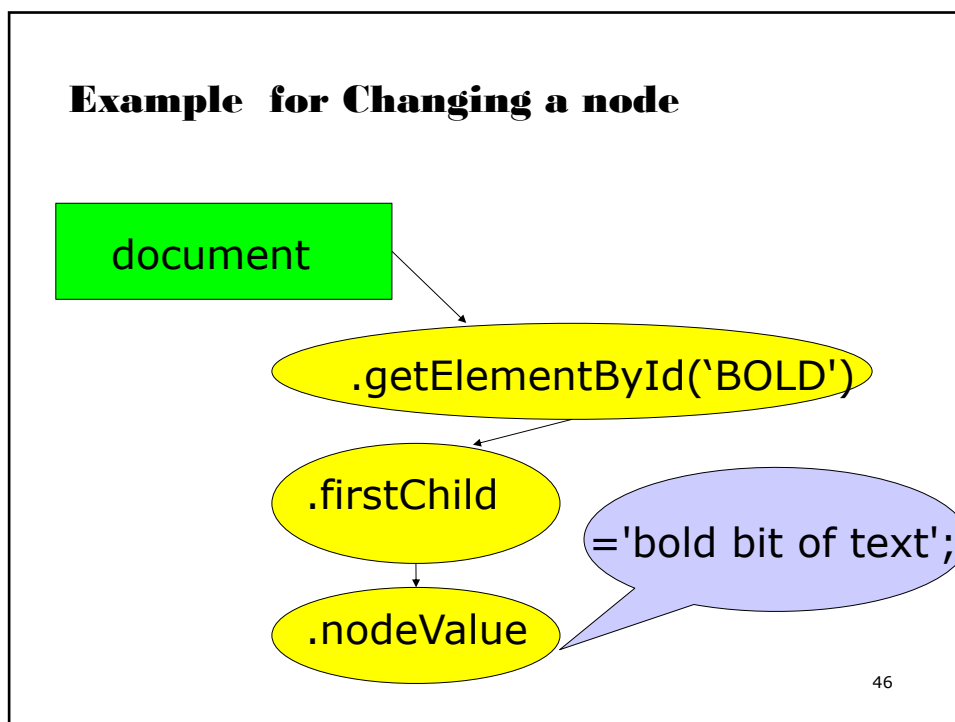 Example for Changing a node
document
.getElementById(‘BOLD')
.firstChild
='bold bit of text';
.nodeValue
46